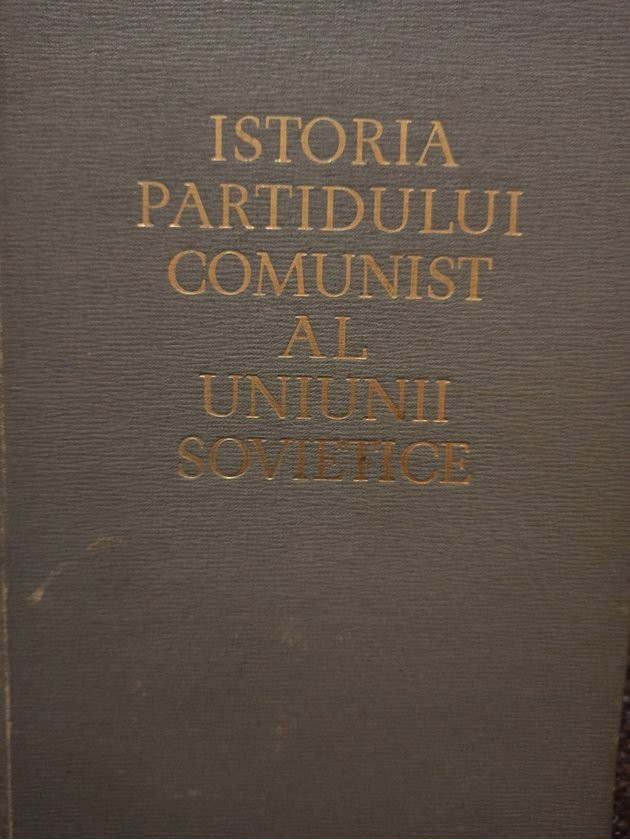 ISTORIA
PARTIDULUI
COMUNIST
AL
UNIUNII
SOVIETICE